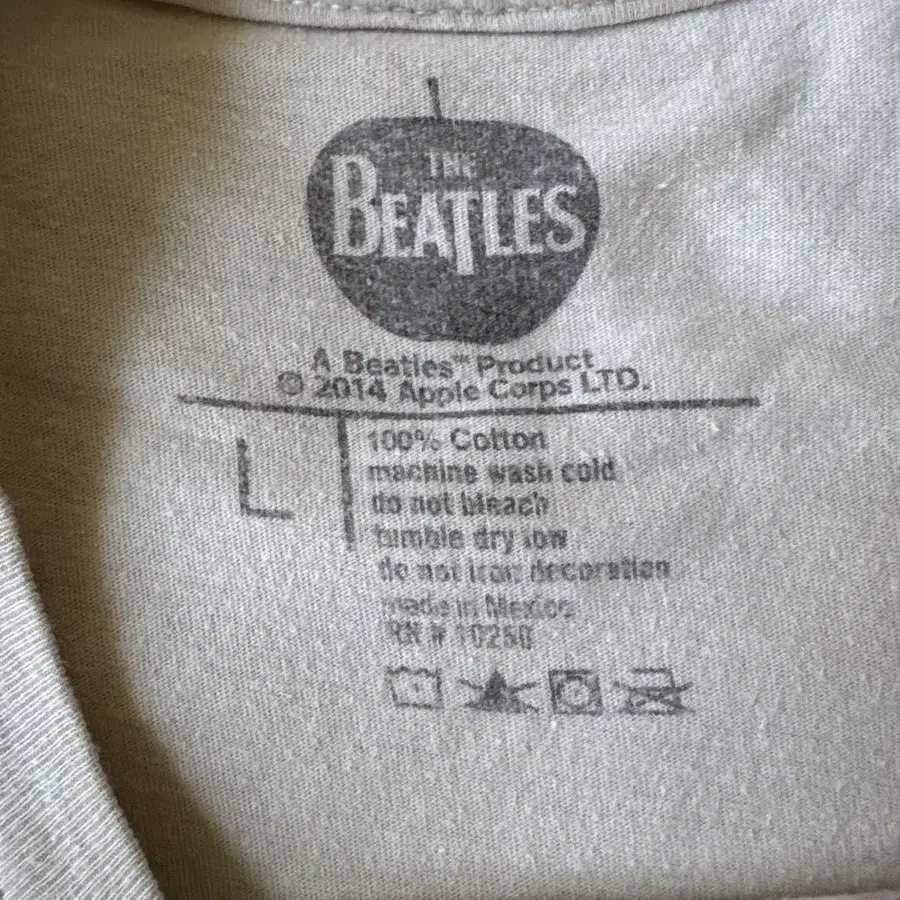 THE
BEATLES
A Beatles™ Product
© 2014 Apple Corps LTD.
L
100% Cotton
machine wash cold
do not bleach
tumble dry low
do not iron decoration
made in Mexico
RN # 10250